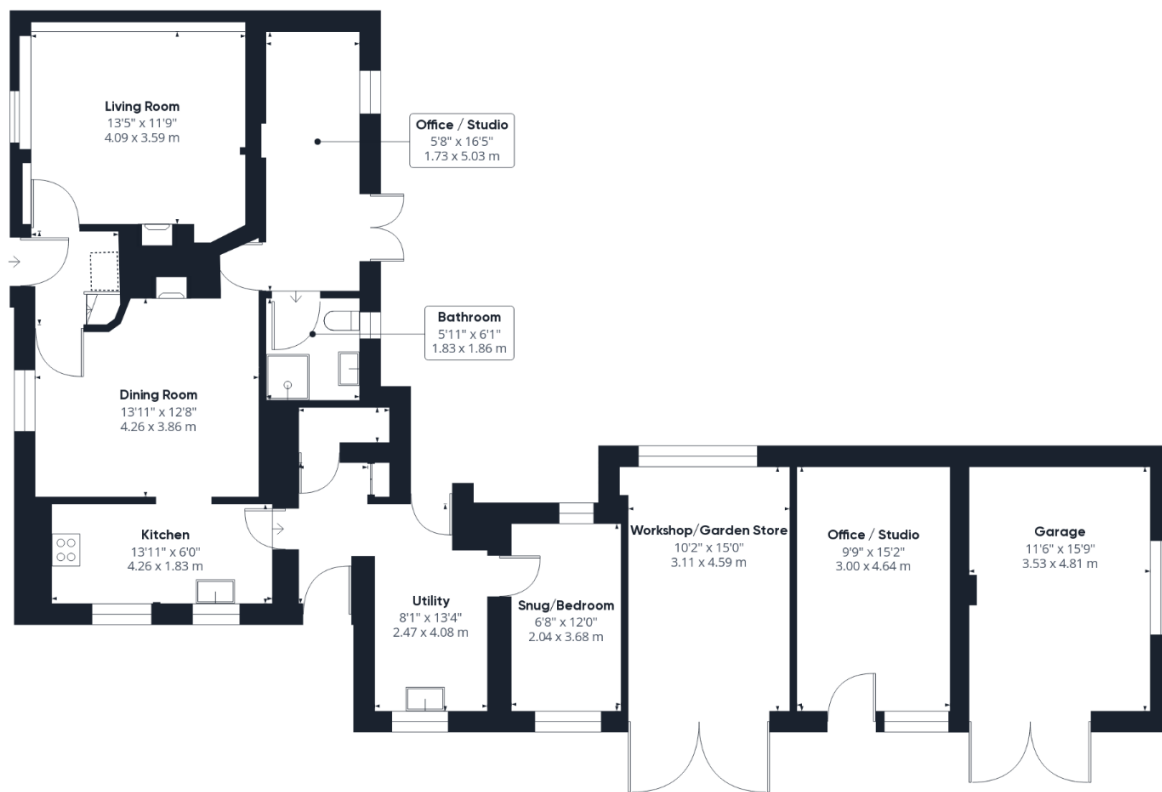 Living Room
13'5" x 11'9"
4.09 x 3.59 m
Office / Studio
5'8" x 16'5"
1.73 x 5.03 m
Bathroom
5'11" x 6'1"
1.83 x 1.86 m
Dining Room
13'11" x 12'8"
4.26 x 3.86 m
Kitchen
13'11" x 6'0"
4.26 x 1.83 m
Utility
8'1" x 13'4"
2.47 x 4.08 m
Snug/Bedroom
6'8" x 12'0"
2.04 x 3.68 m
Workshop/Garden Store
10'2" x 15'0"
3.11 x 4.59 m
Office / Studio
9'9" x 15'2"
3.00 x 4.64 m
Garage
11'6" x 15'9"
3.53 x 4.81 m